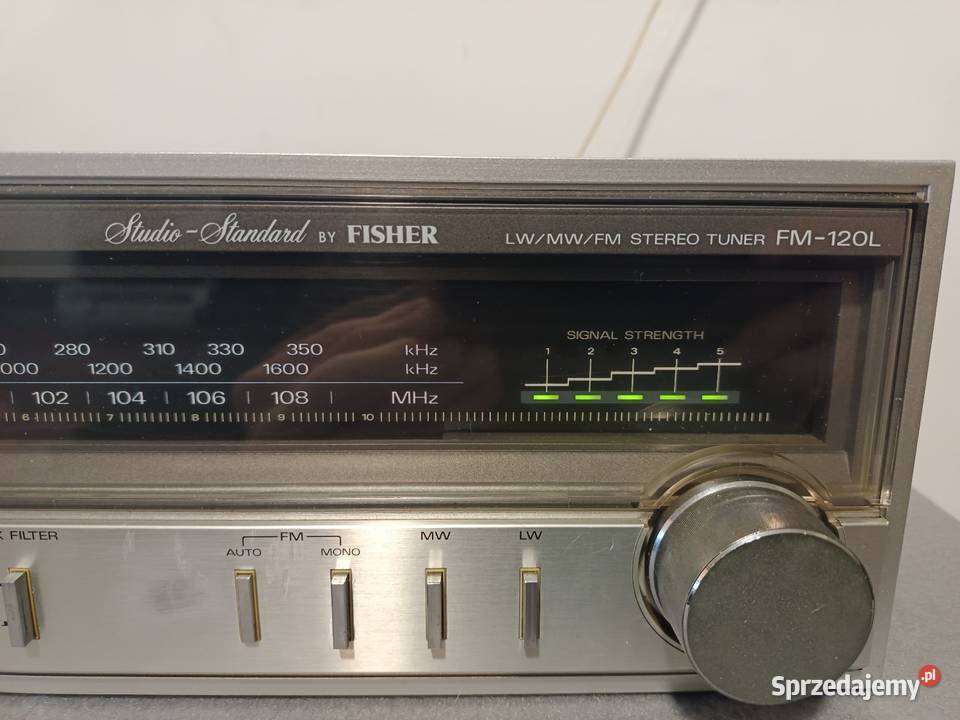 Studio-Standard BY FISHER
LW/MW/FM STEREO TUNER FM-120L
SIGNAL STRENGTH
1 2 3 4 5
0 280 310 330 350 kHz
000 1200 1400 1600 kHz
102 104 106 108 MHz
6 7 8 9 10
K FILTER
FM
AUTO MONO
MW
LW
Sprzedajemy.pl